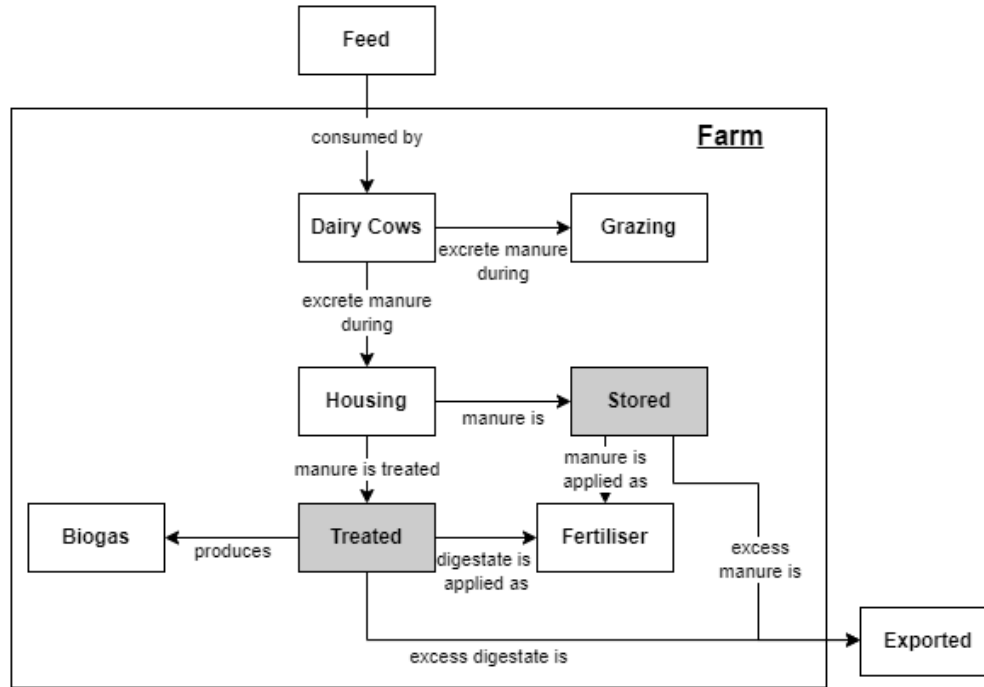 Feed
consumed by
Farm
Dairy Cows
Grazing
excrete manure
during
excrete manure
during
Housing
manure is
Stored
manure is treated
manure is
applied as
Biogas
produces
Treated
digestate is
applied as
Fertiliser
excess
manure is
excess digestate is
Exported